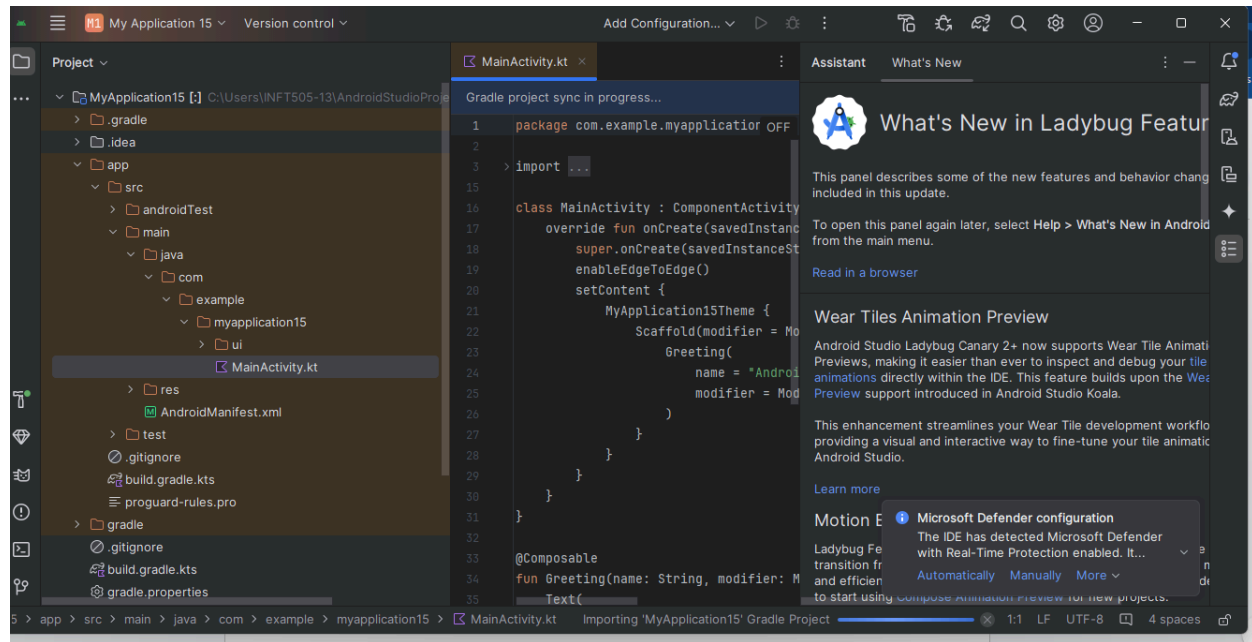 M1 My Application 15 Version control Add Configuration...
Project
MyApplication15 [:] C:\Users\INFT505-13\AndroidStudioProje
.gradle
.idea
app
src
androidTest
main
java
com
example
myapplication15
ui
MainActivity.kt
res
AndroidManifest.xml
test
.gitignore
build.gradle.kts
proguard-rules.pro
gradle
.gitignore
build.gradle.kts
gradle.properties
MainActivity.kt
Gradle project sync in progress...
1 package com.example.myapplication OFF
2
3 import ...
15
16 class MainActivity : ComponentActivity
17 override fun onCreate(savedInstanc
18 super.onCreate(savedInstanceSt
19 enableEdgeToEdge()
20 setContent {
21 MyApplication15Theme {
22 Scaffold(modifier = Mo
23 Greeting(
24 name = "Androi
25 modifier = Mod
26 )
27 }
28 }
29 }
30 }
31 }
32
33 @Composable
34 fun Greeting(name: String, modifier: M
35 Text(
Assistant What's New
What's New in Ladybug Featur
This panel describes some of the new features and behavior chang
included in this update.
To open this panel again later, select Help > What's New in Android
from the main menu.
Read in a browser
Wear Tiles Animation Preview
Android Studio Ladybug Canary 2+ now supports Wear Tile Animati
Previews, making it easier than ever to inspect and debug your tile
animations directly within the IDE. This feature builds upon the Wea
Preview support introduced in Android Studio Koala.
This enhancement streamlines your Wear Tile development workflo
providing a visual and interactive way to fine-tune your tile animatic
Android Studio.
Learn more
Motion E
Ladybug Fe
transition fr
and efficien
to start using Compose Animation Preview for new projects.
Microsoft Defender configuration
The IDE has detected Microsoft Defender
with Real-Time Protection enabled. It...
Automatically Manually More
5 > app > src > main > java > com > example > myapplication15 > MainActivity.kt Importing 'MyApplication15' Gradle Project 1:1 LF UTF-8 4 spaces